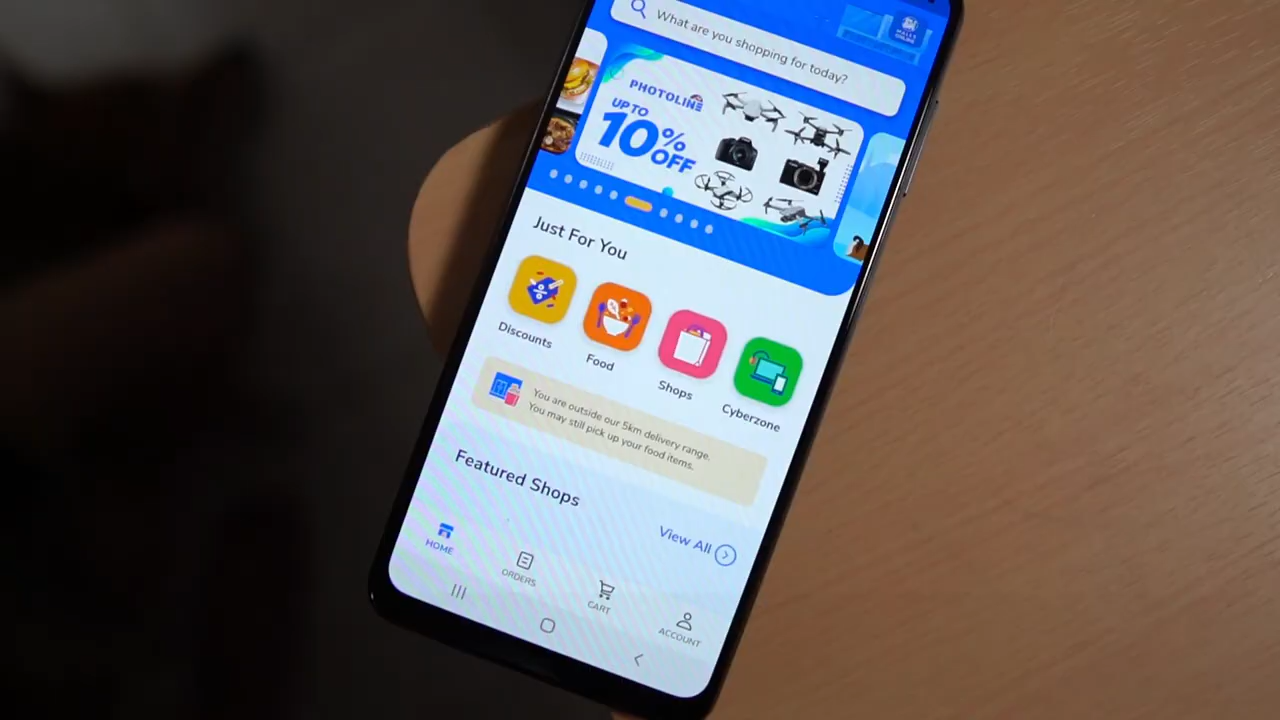 What are you shopping for today?
MALLS
ONLINE
PHOTOLINE
UP TO
10% OFF
Just For You
Discounts
Food
Shops
Cyberzone
You are outside our 5km delivery range.
You may still pick up your food items.
Featured Shops
View All
HOME
ORDERS
CART
ACCOUNT